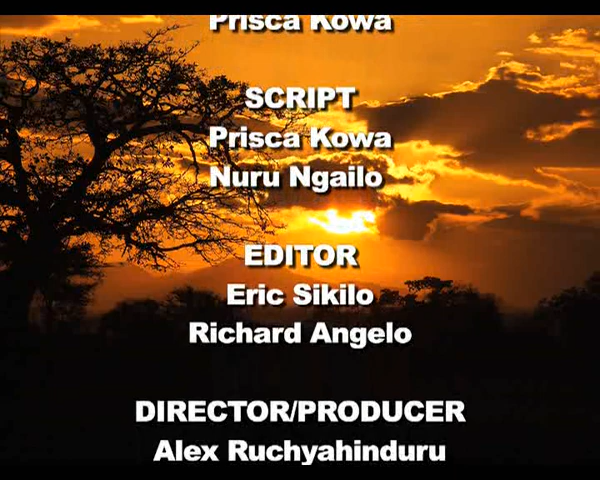 Prisca Kowa
SCRIPT
Prisca Kowa
Nuru Ngailo
EDITOR
Eric Sikilo
Richard Angelo
DIRECTOR/PRODUCER
Alex Ruchyahinduru